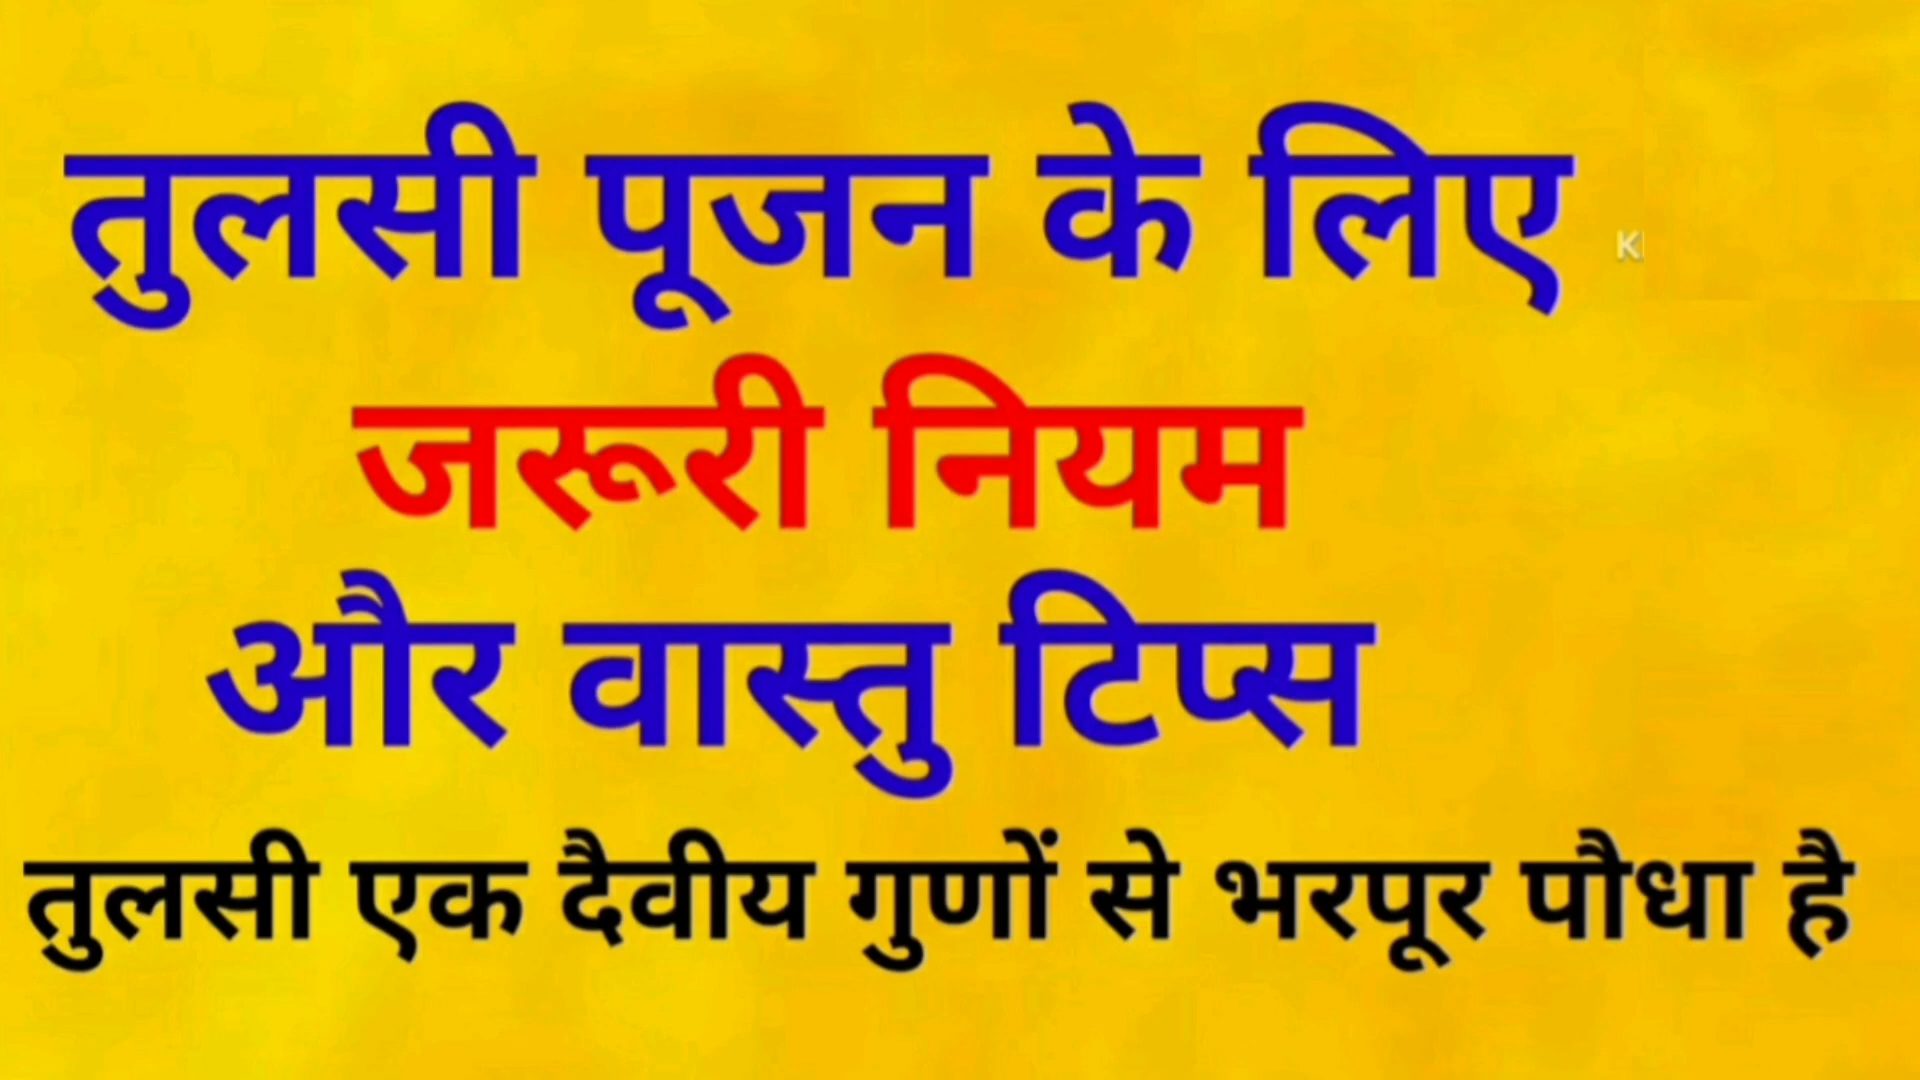 तुलसी पूजन के लिए
जरूरी नियम
और वास्तु टिप्स
तुलसी एक दैवीय गुणों से भरपूर पौधा है